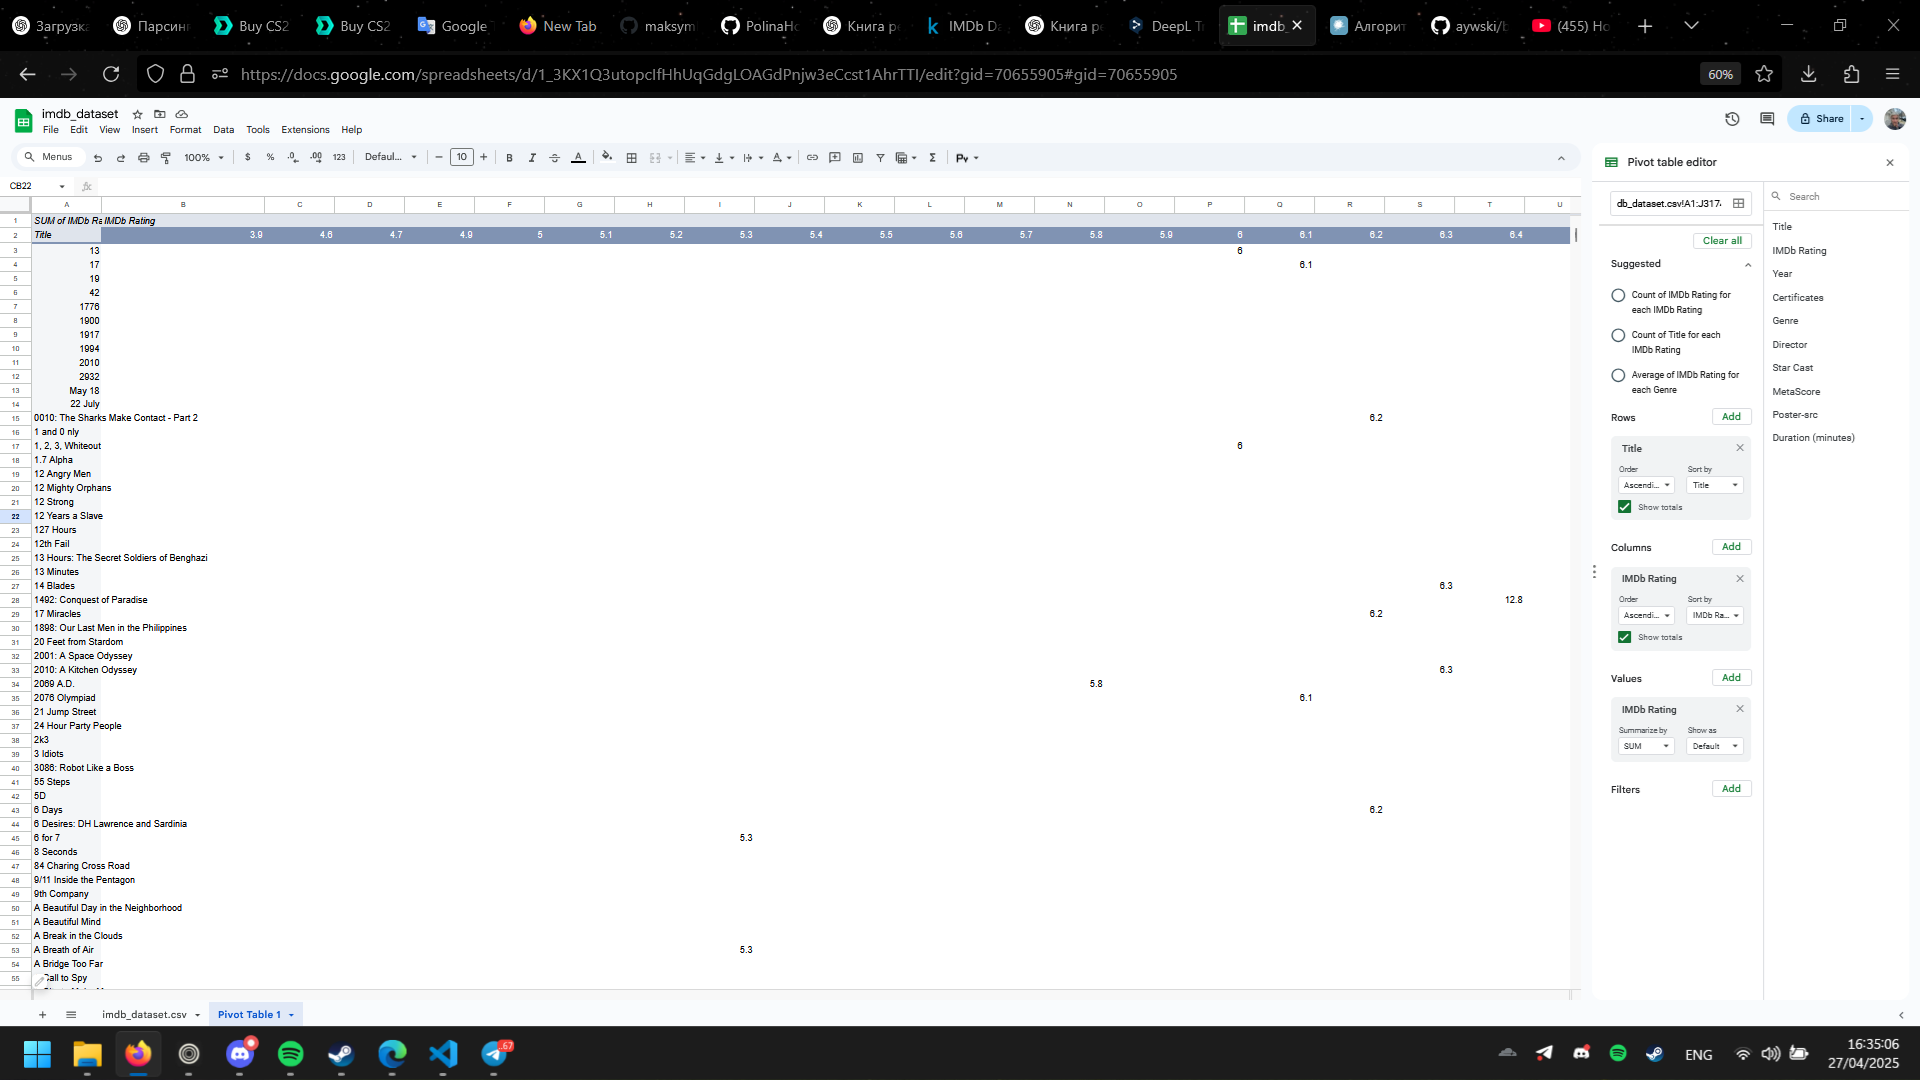 Загрузка
Парсинг
Buy CS2
Buy CS2
Google
New Tab
maksym
PolinaHo
Книга ре
IMDb Da
Книга ре
DeepL Tr
imdb_
Алгорит
aywski/b
(455) Ho
https://docs.google.com/spreadsheets/d/1_3KX1Q3utopcIfHhUqGdgLOAGdPnjw3eCcst1AhrTTI/edit?gid=70655905#gid=70655905
60%
imdb_dataset
File Edit View Insert Format Data Tools Extensions Help
Share
Menus 100% $ % .0 .00 123 Defaul... 10 B I A Σ Py
CB22 fx
A B C D E F G H I J K L M N O P Q R S T U
1 SUM of IMDb Ra IMDb Rating
2 Title 3.9 4.6 4.7 4.9 5 5.1 5.2 5.3 5.4 5.5 5.6 5.7 5.8 5.9 6 6.1 6.2 6.3 6.4
3 13 6
4 17 6.1
5 19
6 42
7 1776
8 1900
9 1917
10 1994
11 2010
12 2932
13 May 18
14 22 July
15 0010: The Sharks Make Contact - Part 2 6.2
16 1 and 0 nly
17 1, 2, 3, Whiteout 6
18 1.7 Alpha
19 12 Angry Men
20 12 Mighty Orphans
21 12 Strong
22 12 Years a Slave
23 127 Hours
24 12th Fail
25 13 Hours: The Secret Soldiers of Benghazi
26 13 Minutes
27 14 Blades 6.3
28 1492: Conquest of Paradise 12.8
29 17 Miracles 6.2
30 1898: Our Last Men in the Philippines
31 20 Feet from Stardom
32 2001: A Space Odyssey
33 2010: A Kitchen Odyssey 6.3
34 2069 A.D. 5.8
35 2076 Olympiad 6.1
36 21 Jump Street
37 24 Hour Party People
38 2k3
39 3 Idiots
40 3086: Robot Like a Boss
41 55 Steps
42 5D
43 6 Days 6.2
44 6 Desires: DH Lawrence and Sardinia
45 6 for 7 5.3
46 8 Seconds
47 84 Charing Cross Road
48 9/11 Inside the Pentagon
49 9th Company
50 A Beautiful Day in the Neighborhood
51 A Beautiful Mind
52 A Break in the Clouds
53 A Breath of Air 5.3
54 A Bridge Too Far
55 Call to Spy
imdb_dataset.csv
Pivot Table 1
Pivot table editor
db_dataset.csv!A1:J317
Clear all
Suggested
Count of IMDb Rating for
each IMDb Rating
Count of Title for each
IMDb Rating
Average of IMDb Rating for
each Genre
Rows Add
Title
Order Sort by
Ascendi... Title
Show totals
Columns Add
IMDb Rating
Order Sort by
Ascendi... IMDb Ra...
Show totals
Values Add
IMDb Rating
Summarize by Show as
SUM Default
Filters Add
Search
Title
IMDb Rating
Year
Certificates
Genre
Director
Star Cast
MetaScore
Poster-src
Duration (minutes)
67
ENG
16:35:06
27/04/2025